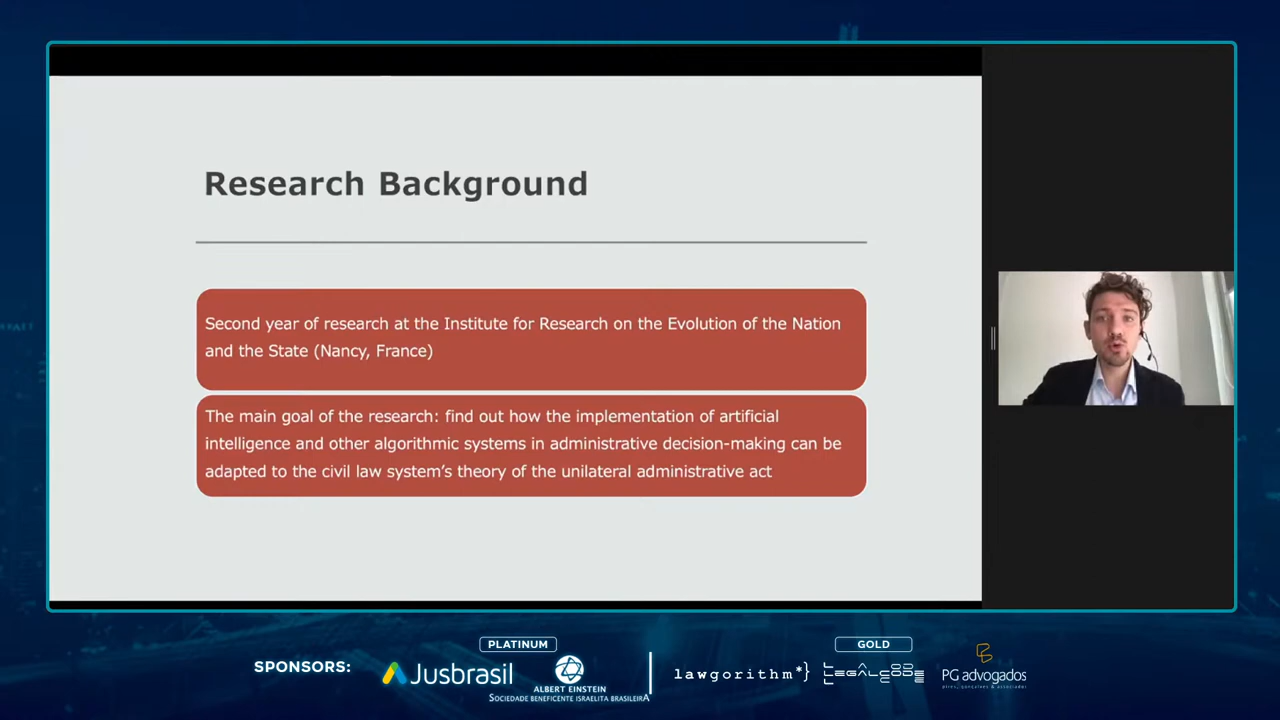 Research Background
Second year of research at the Institute for Research on the Evolution of the Nation
and the State (Nancy, France)
The main goal of the research: find out how the implementation of artificial
intelligence and other algorithmic systems in administrative decision-making can be
adapted to the civil law system's theory of the unilateral administrative act
SPONSORS:
PLATINUM
Jusbrasil
ALBERT EINSTEIN
SOCIEDADE BENEFICENTE ISRAELITA BRASILEIRA
lawgorithm*}
GOLD
LEGALCODE
PG advogados